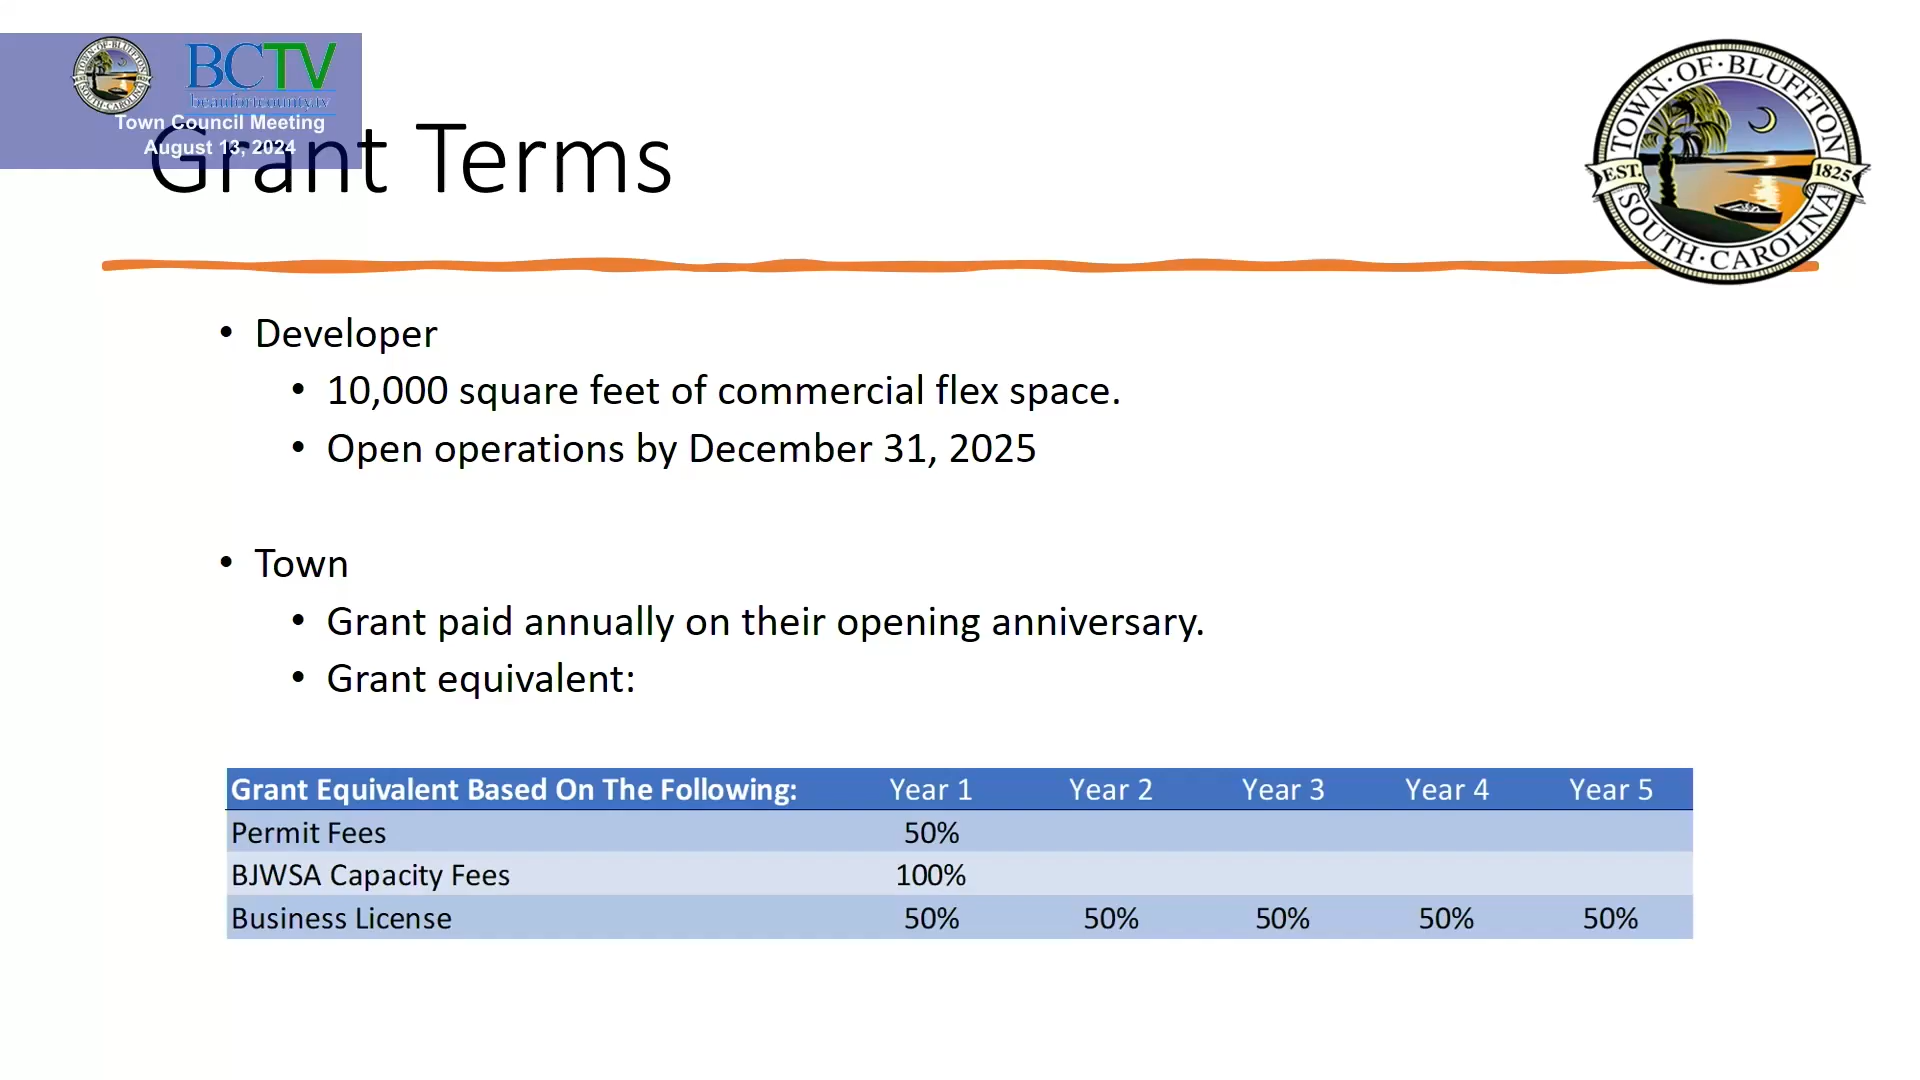 BCTV
beaufortcounty.tv
Town Council Meeting
August 13, 2024
Grant Terms
TOWN·OF·BLUFFTON
EST. 1825
SOUTH·CAROLINA
• Developer
• 10,000 square feet of commercial flex space.
• Open operations by December 31, 2025
• Town
• Grant paid annually on their opening anniversary.
• Grant equivalent:
Grant Equivalent Based On The Following: Year 1 Year 2 Year 3 Year 4 Year 5
Permit Fees 50%
BJWSA Capacity Fees 100%
Business License 50% 50% 50% 50% 50%